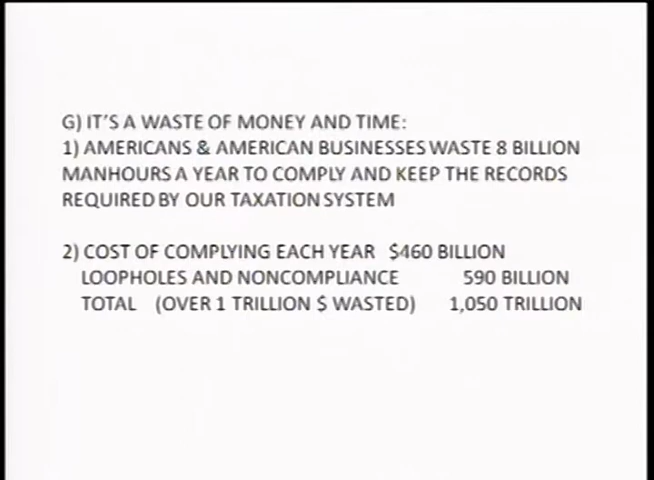 G) IT'S A WASTE OF MONEY AND TIME:
1) AMERICANS & AMERICAN BUSINESSES WASTE 8 BILLION
MANHOURS A YEAR TO COMPLY AND KEEP THE RECORDS
REQUIRED BY OUR TAXATION SYSTEM
2) COST OF COMPLYING EACH YEAR $460 BILLION
LOOPHOLES AND NONCOMPLIANCE 590 BILLION
TOTAL (OVER 1 TRILLION $ WASTED) 1,050 TRILLION